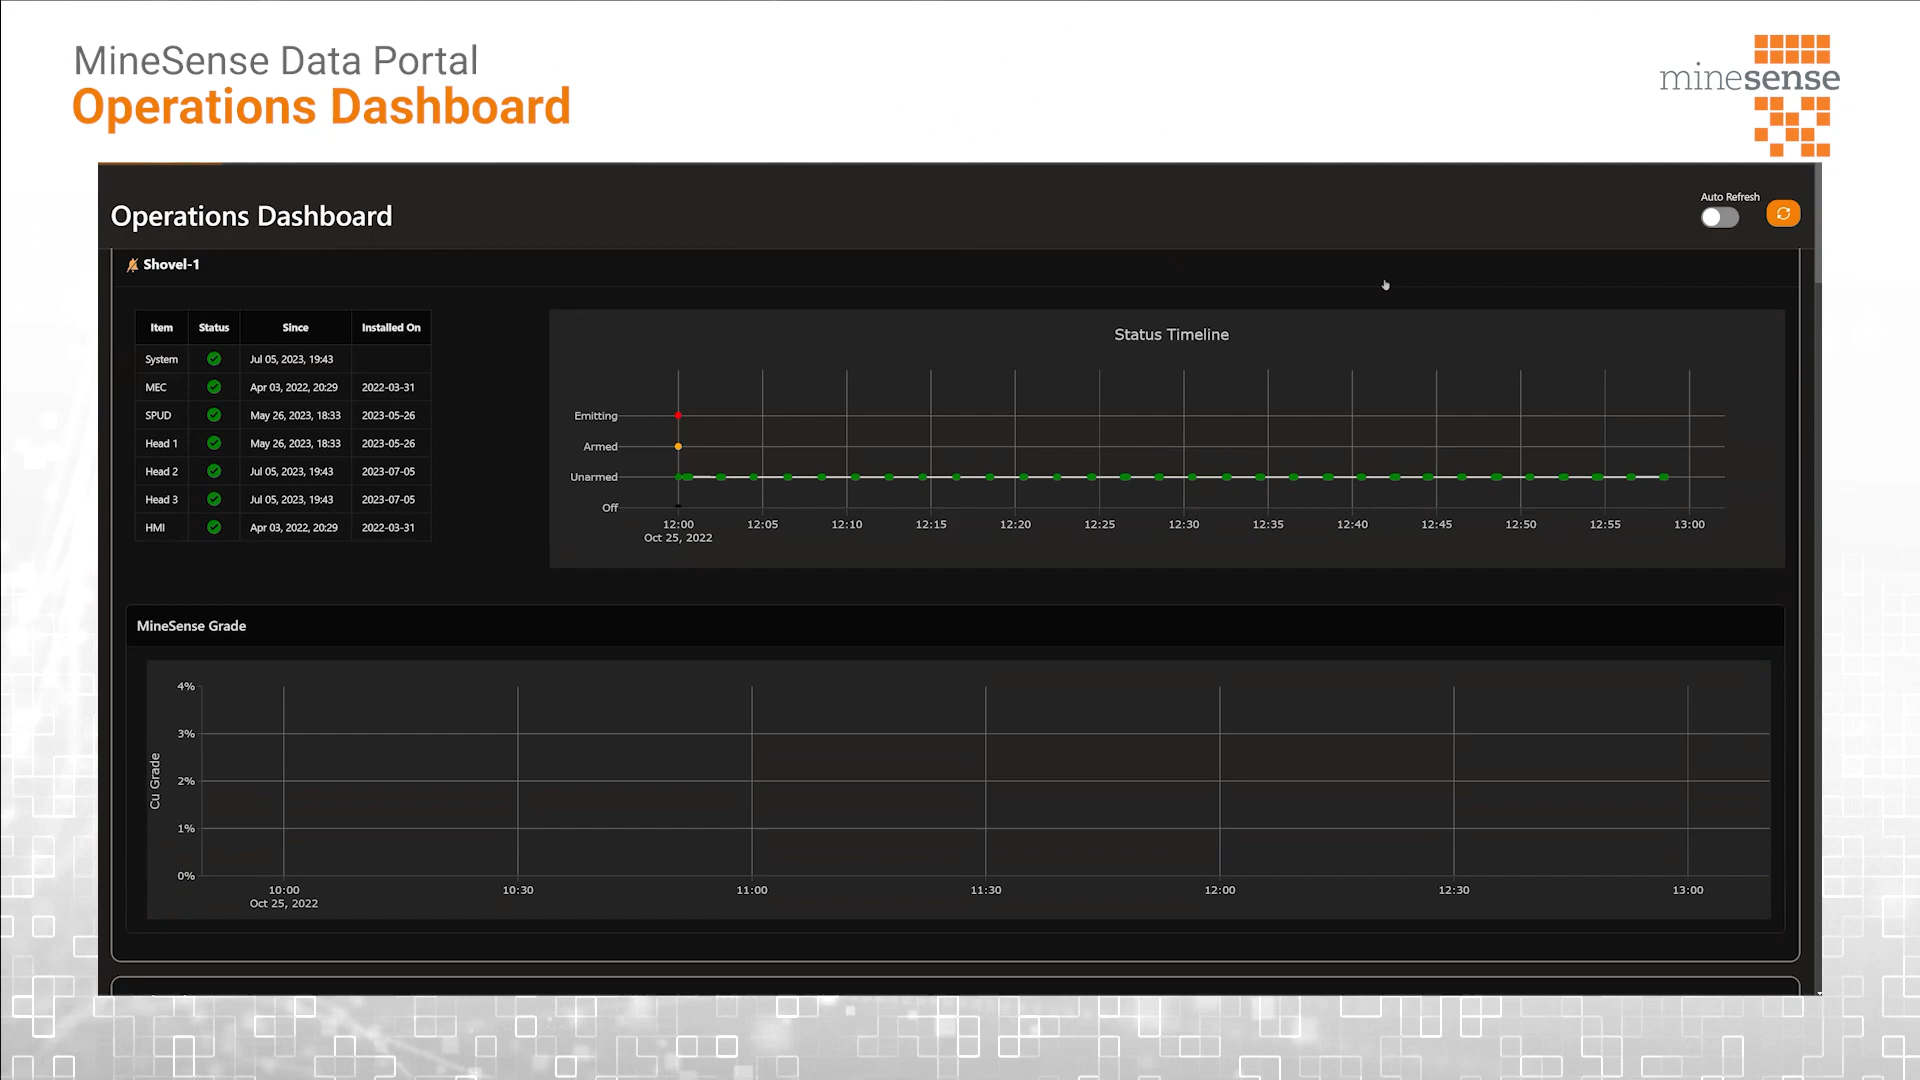 MineSense Data Portal
Operations Dashboard
minesense
Operations Dashboard
Auto Refresh
Shovel-1
Item Status Since Installed On
System Jul 05, 2023, 19:43
MEC Apr 03, 2022, 20:29 2022-03-31
SPUD May 26, 2023, 18:33 2023-05-26
Head 1 May 26, 2023, 18:33 2023-05-26
Head 2 Jul 05, 2023, 19:43 2023-07-05
Head 3 Jul 05, 2023, 19:43 2023-07-05
HMI Apr 03, 2022, 20:29 2022-03-31
Status Timeline
Emitting
Armed
Unarmed
Off
12:00 12:05 12:10 12:15 12:20 12:25 12:30 12:35 12:40 12:45 12:50 12:55 13:00
Oct 25, 2022
MineSense Grade
Cu Grade
4%
3%
2%
1%
0%
10:00 10:30 11:00 11:30 12:00 12:30 13:00
Oct 25, 2022